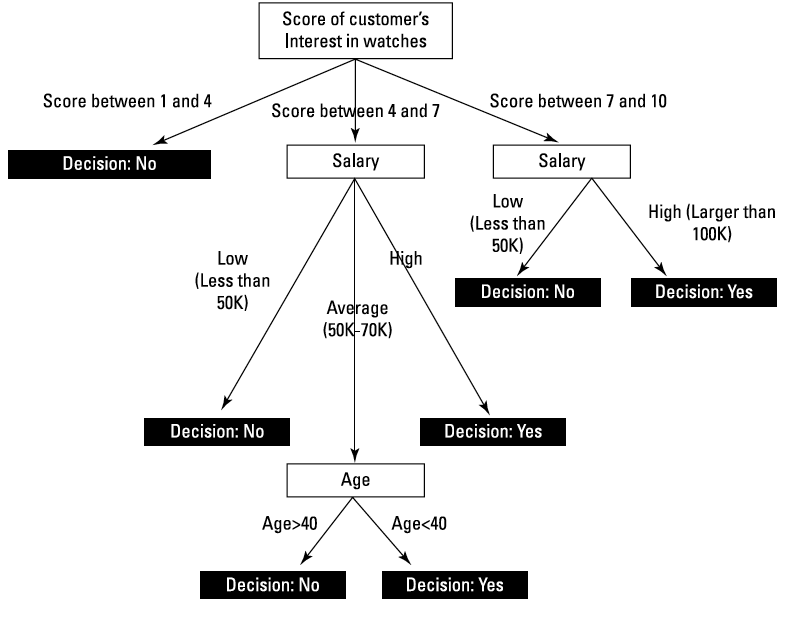 Score of customer's
Interest in watches
Score between 1 and 4
Score between 4 and 7
Score between 7 and 10
Decision: No
Salary
Salary
Low
(Less than
50K)
High (Larger than
100K)
Low
(Less than
50K)
High
Average
(50K-70K)
Decision: No
Decision: Yes
Decision: No
Decision: Yes
Age
Age>40
Age<40
Decision: No
Decision: Yes